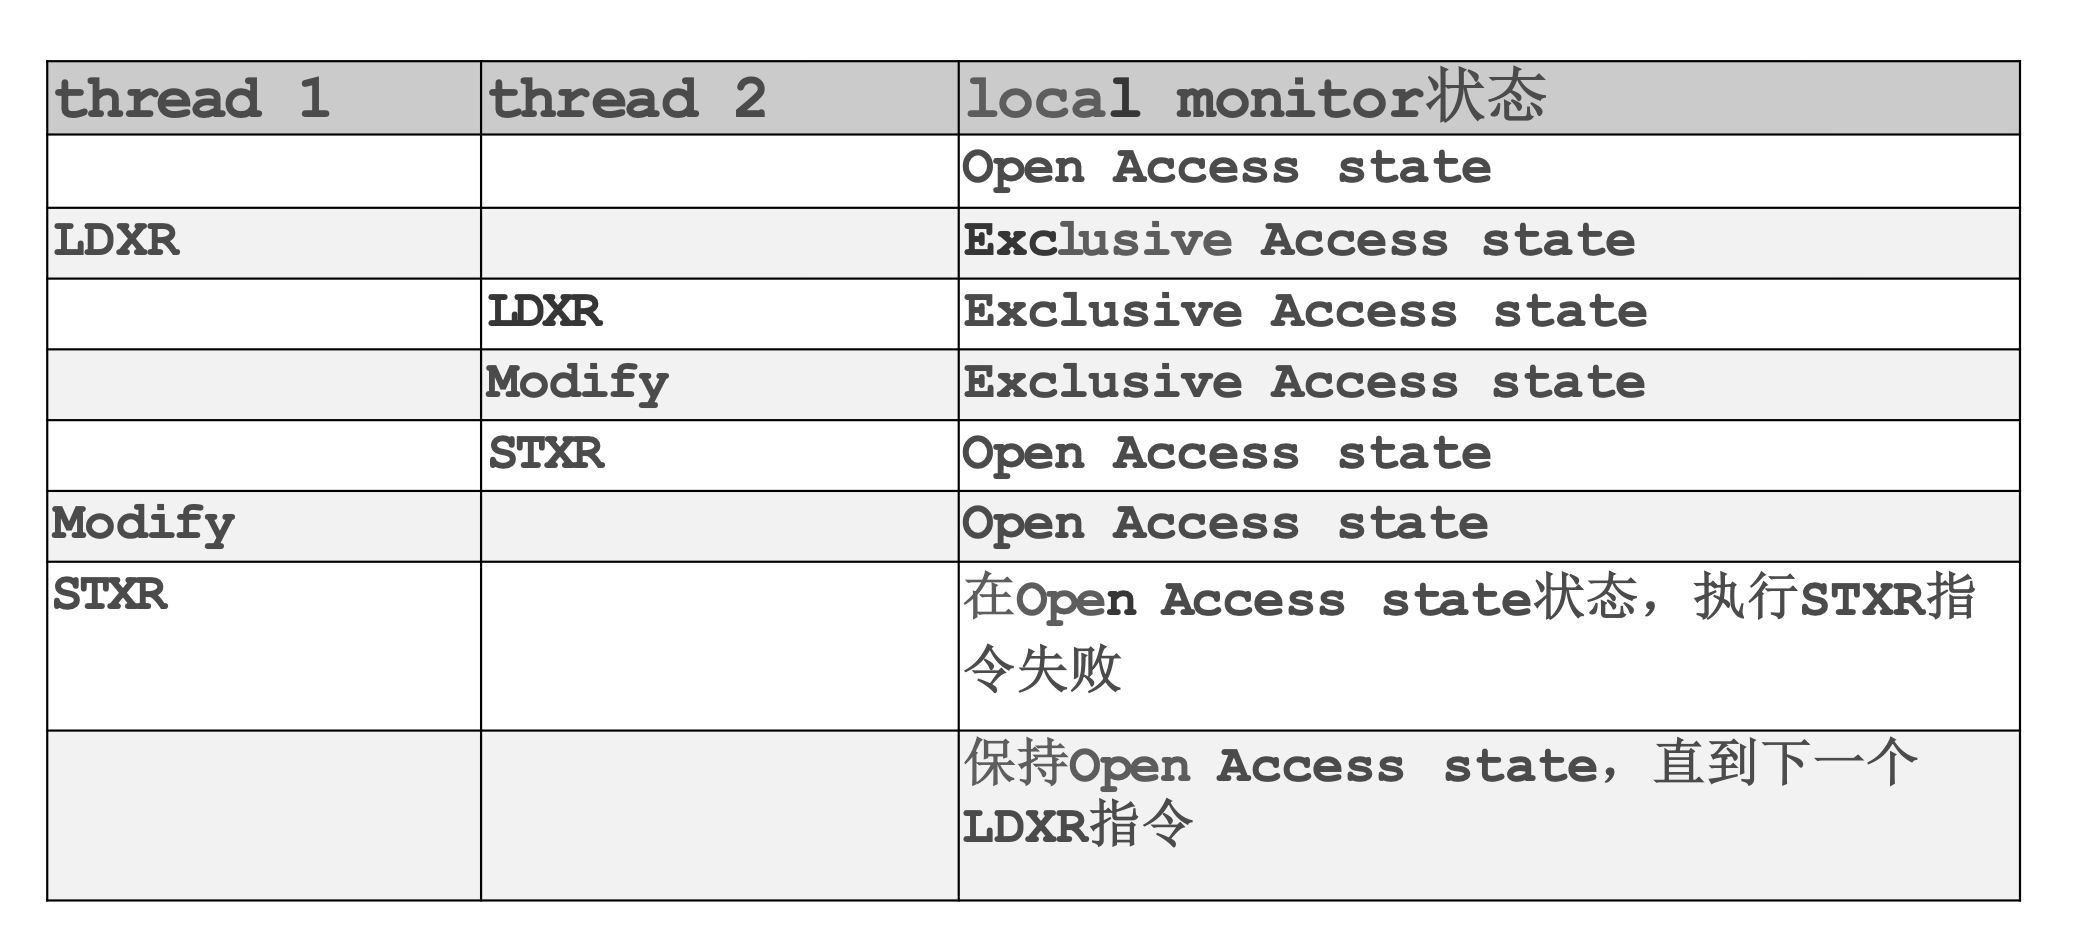 thread 1 thread 2 local monitor状态
Open Access state
LDXR Exclusive Access state
LDXR Exclusive Access state
Modify Exclusive Access state
STXR Open Access state
Modify Open Access state
STXR 在Open Access state状态，执行STXR指
令失败
保持Open Access state，直到下一个
LDXR指令